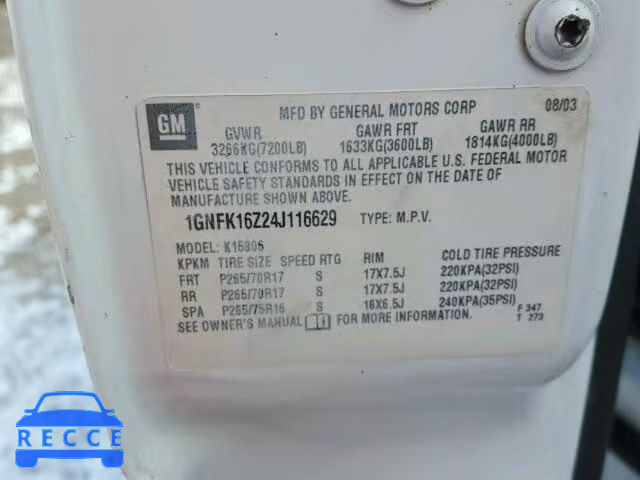 GM
MFD BY GENERAL MOTORS CORP 08/03
GVWR GAWR FRT GAWR RR
3266KG(7200LB) 1633KG(3600LB) 1814KG(4000LB)
THIS VEHICLE CONFORMS TO ALL APPLICABLE U.S. FEDERAL MOTOR
VEHICLE SAFETY STANDARDS IN EFFECT ON THE DATE OF
MANUFACTURE SHOWN ABOVE.
1GNFK16Z24J116629 TYPE: M.P.V.
MODEL: K15906
KPKM TIRE SIZE SPEED RTG RIM COLD TIRE PRESSURE
FRT P265/70R17 S 17X7.5J 220KPA(32PSI)
RR P265/70R17 S 17X7.5J 220KPA(32PSI)
SPA P265/75R16 S 16X6.5J 240KPA(35PSI)
SEE OWNER'S MANUAL FOR MORE INFORMATION.
F 347
T 273
RECCE